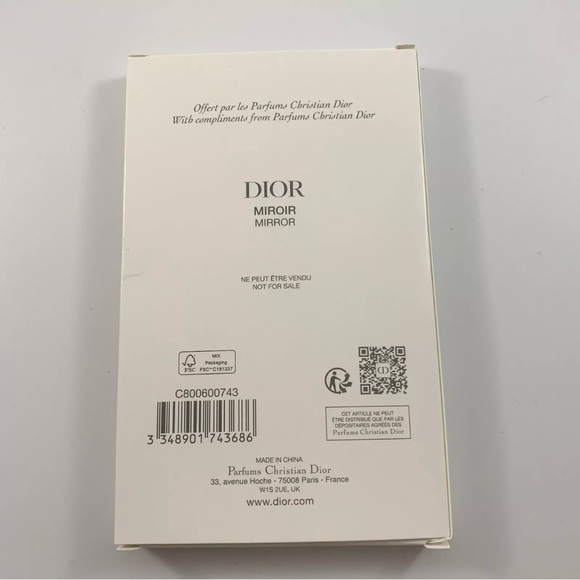 Offert par les Parfums Christian Dior
With compliments from Parfums Christian Dior
DIOR
MIROIR
MIRROR
NE PEUT ÊTRE VENDU
NOT FOR SALE
MIX
Packaging
FSC
FSC® C181337
C800600743
3 348901 743686
CD
CET ARTICLE NE PEUT
ÊTRE DISTRIBUÉ QUE PAR LES
DÉPOSITAIRES AGRÉÉS DES
Parfums Christian Dior
MADE IN CHINA
Parfums Christian Dior
33, avenue Hoche - 75008 Paris - France
W1S 2UE, UK
www.dior.com